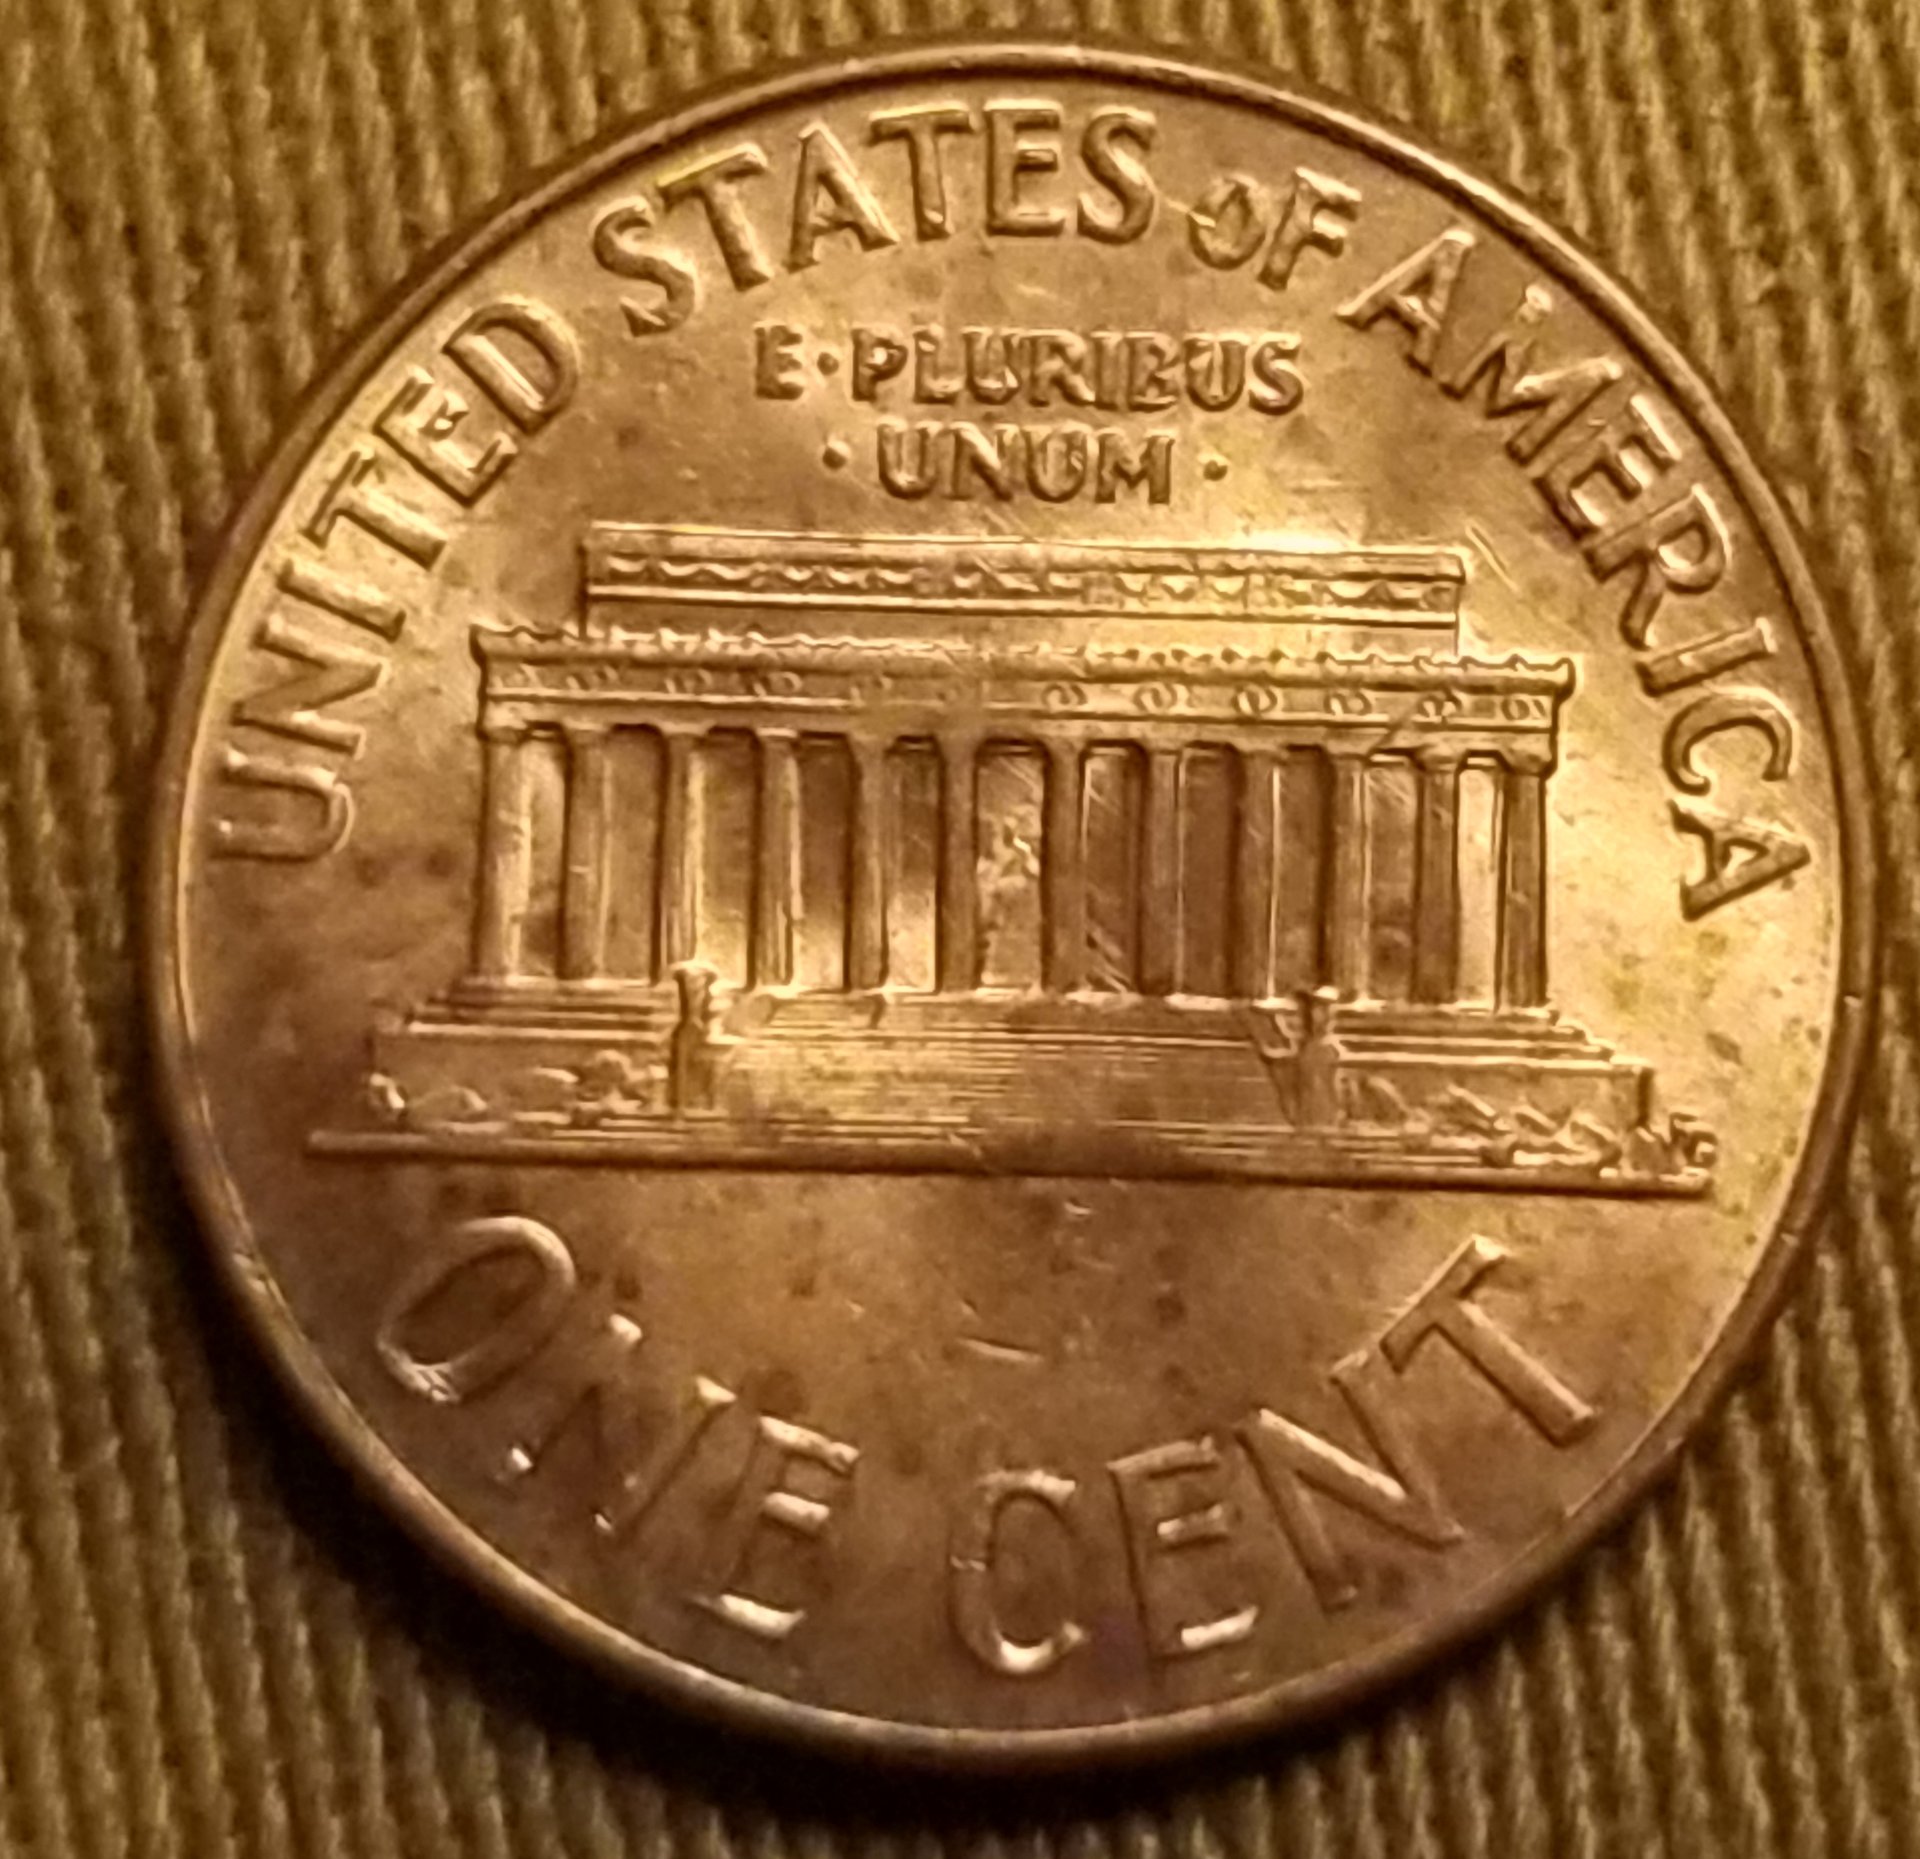 UNITED STATES OF AMERICA
E·PLURIBUS
·UNUM·
ONE CENT